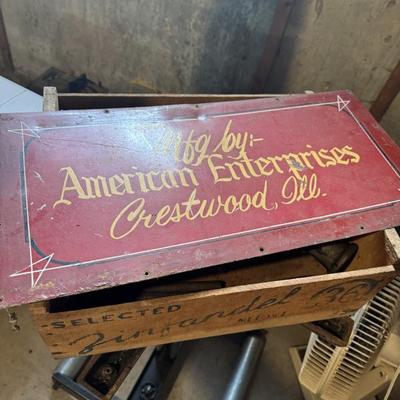 Mfg by:-
American Enterprises
Crestwood, Ill.
SELECTED
Zinfandel